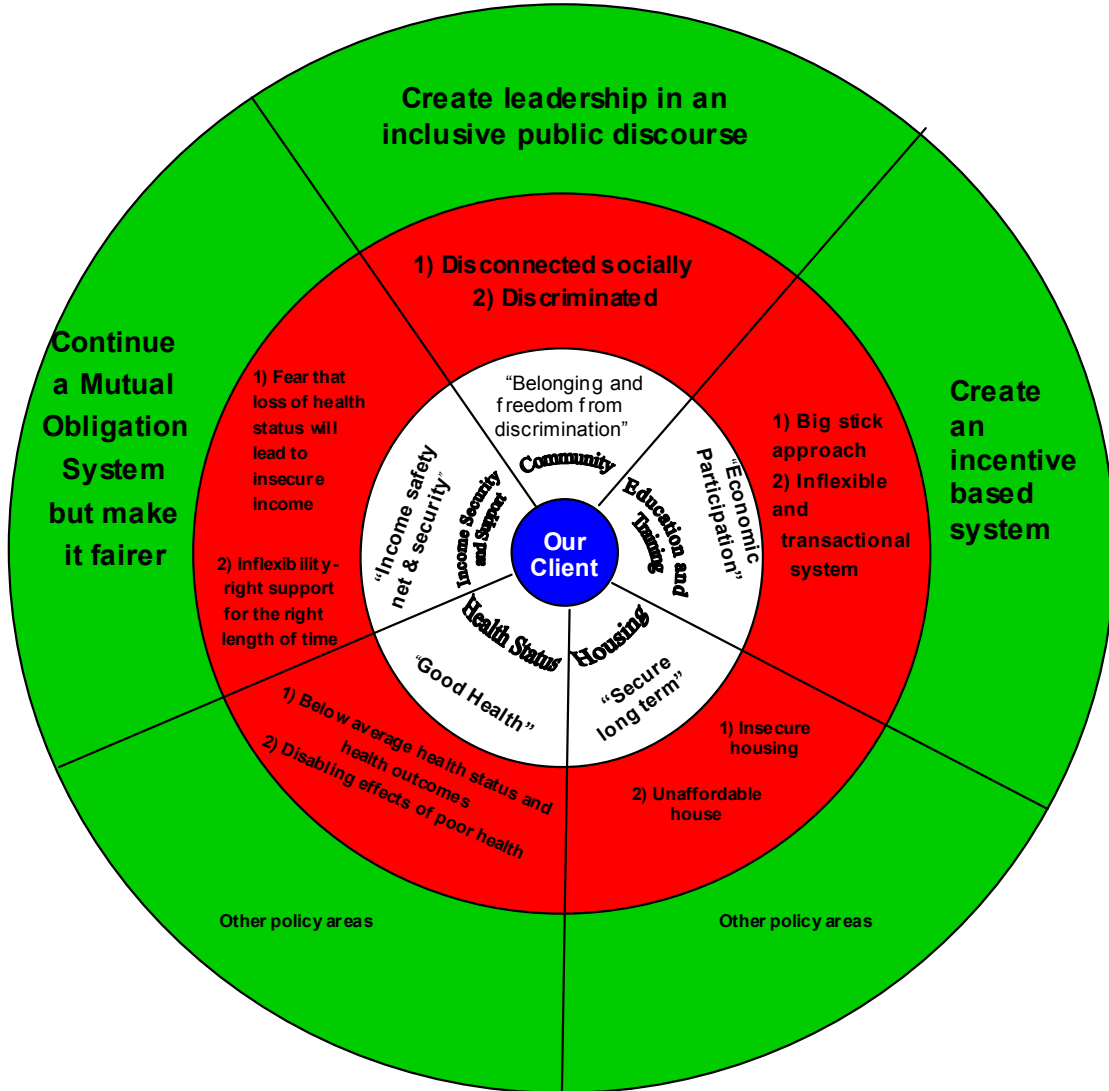 Create leadership in an
inclusive public discourse
1) Disconnected socially
2) Discriminated
“Belonging and
freedom from
discrimination”
Community
Continue
a Mutual
Obligation
System
but make
it fairer
1) Fear that
loss of health
status will
lead to
insecure
income
2) Inflexibility-
right support
for the right
length of time
“Income safety
net & security”
Income Security
and Support
Our
Client
Education and
Training
“Economic
Participation”
1) Big stick
approach
2) Inflexible
and
transactional
system
Create
an
incentive
based
system
Health Status
“Good Health”
1) Below average health status and
health outcomes
2) Disabling effects of poor health
Other policy areas
Housing
“Secure
long term”
1) Insecure
housing
2) Unaffordable
house
Other policy areas